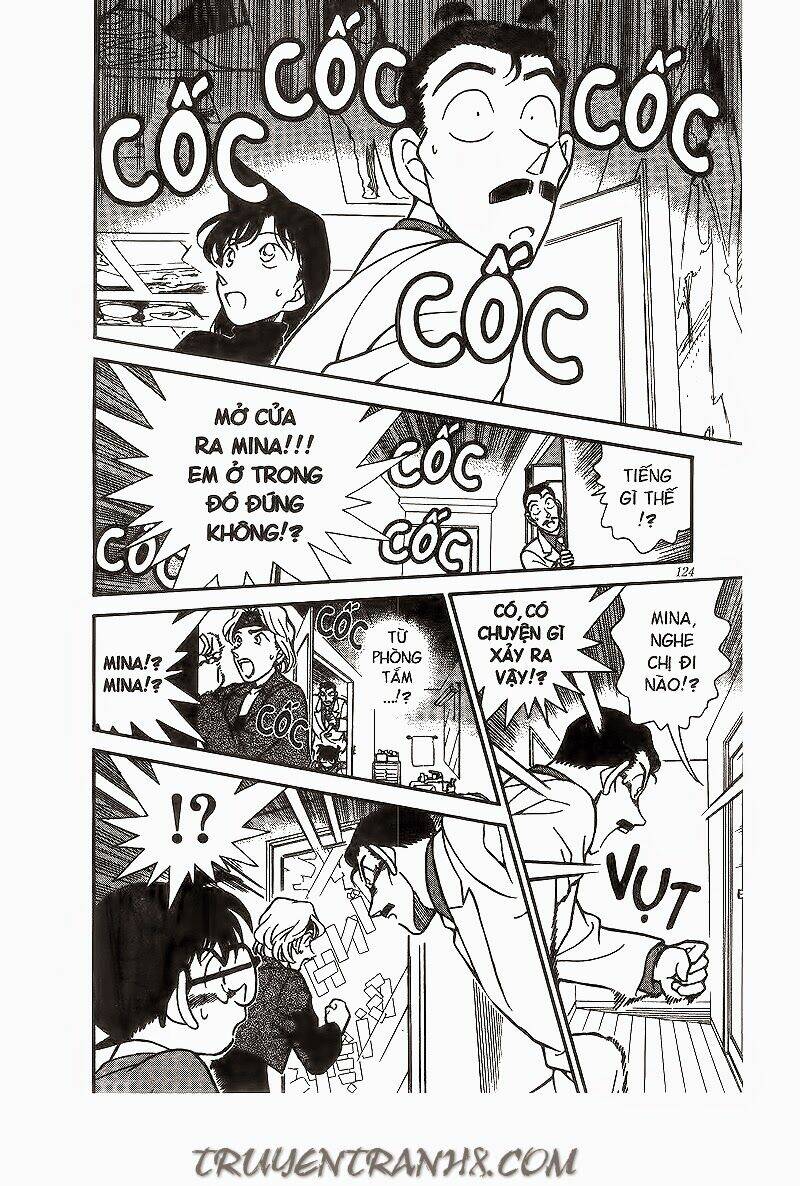 CỐC
CỐC
CỐC
CỐC
TIẾNG
GÌ THẾ
!?
CỐC
CỐC
MỞ CỬA
RA MINA!!!
EM Ở TRONG
ĐÓ ĐÚNG
KHÔNG!?
CỐC
124
MINA,
NGHE
CHỊ ĐI
NÀO!?
CÓ, CÓ
CHUYỆN GÌ
XẢY RA
VẬY!?
VỤT
TỪ
PHÒNG
TẮM
...!?
CỐC
CỐC
MINA!?
MINA!?
!?
TRUYENTRANH8.COM